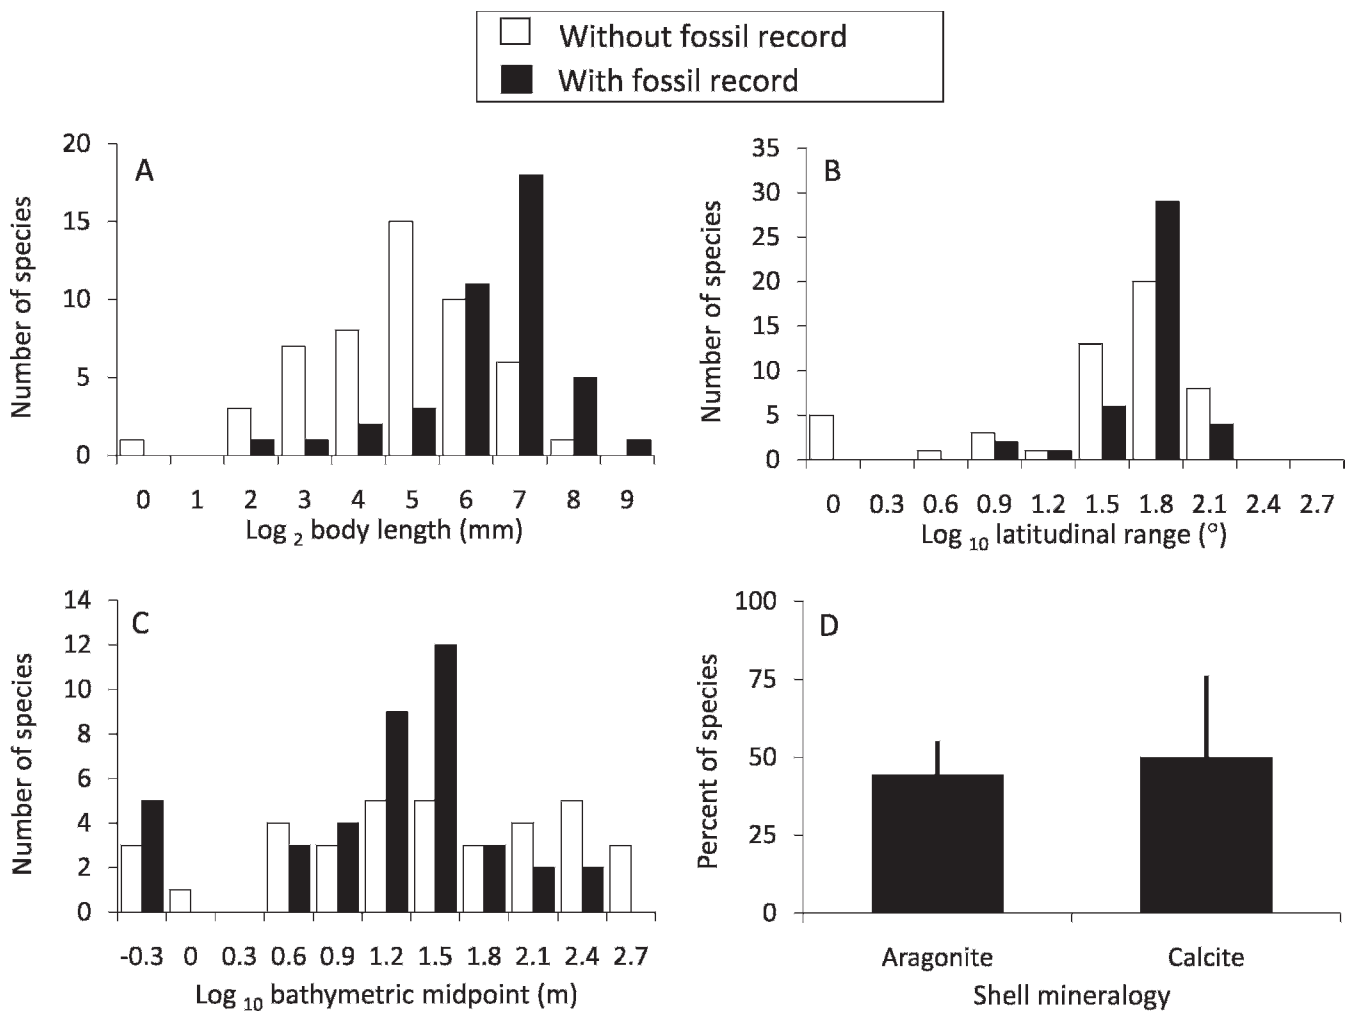 Without fossil record
With fossil record
A
Number of species
20
15
10
5
0
0 1 2 3 4 5 6 7 8 9
Log 2 body length (mm)
B
Number of species
35
30
25
20
15
10
5
0
0 0.3 0.6 0.9 1.2 1.5 1.8 2.1 2.4 2.7
Log 10 latitudinal range (°)
C
Number of species
14
12
10
8
6
4
2
0
-0.3 0 0.3 0.6 0.9 1.2 1.5 1.8 2.1 2.4 2.7
Log 10 bathymetric midpoint (m)
D
Percent of species
100
75
50
25
0
Aragonite Calcite
Shell mineralogy